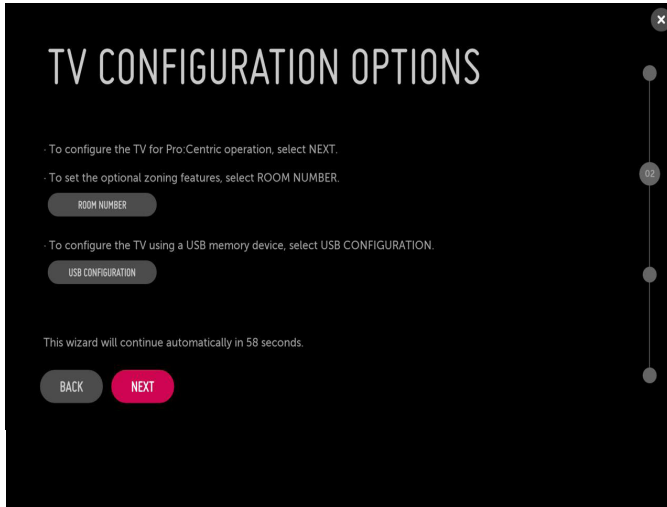 TV CONFIGURATION OPTIONS
· To configure the TV for Pro:Centric operation, select NEXT.
· To set the optional zoning features, select ROOM NUMBER.
ROOM NUMBER
02
· To configure the TV using a USB memory device, select USB CONFIGURATION.
USB CONFIGURATION
This wizard will continue automatically in 58 seconds.
BACK NEXT